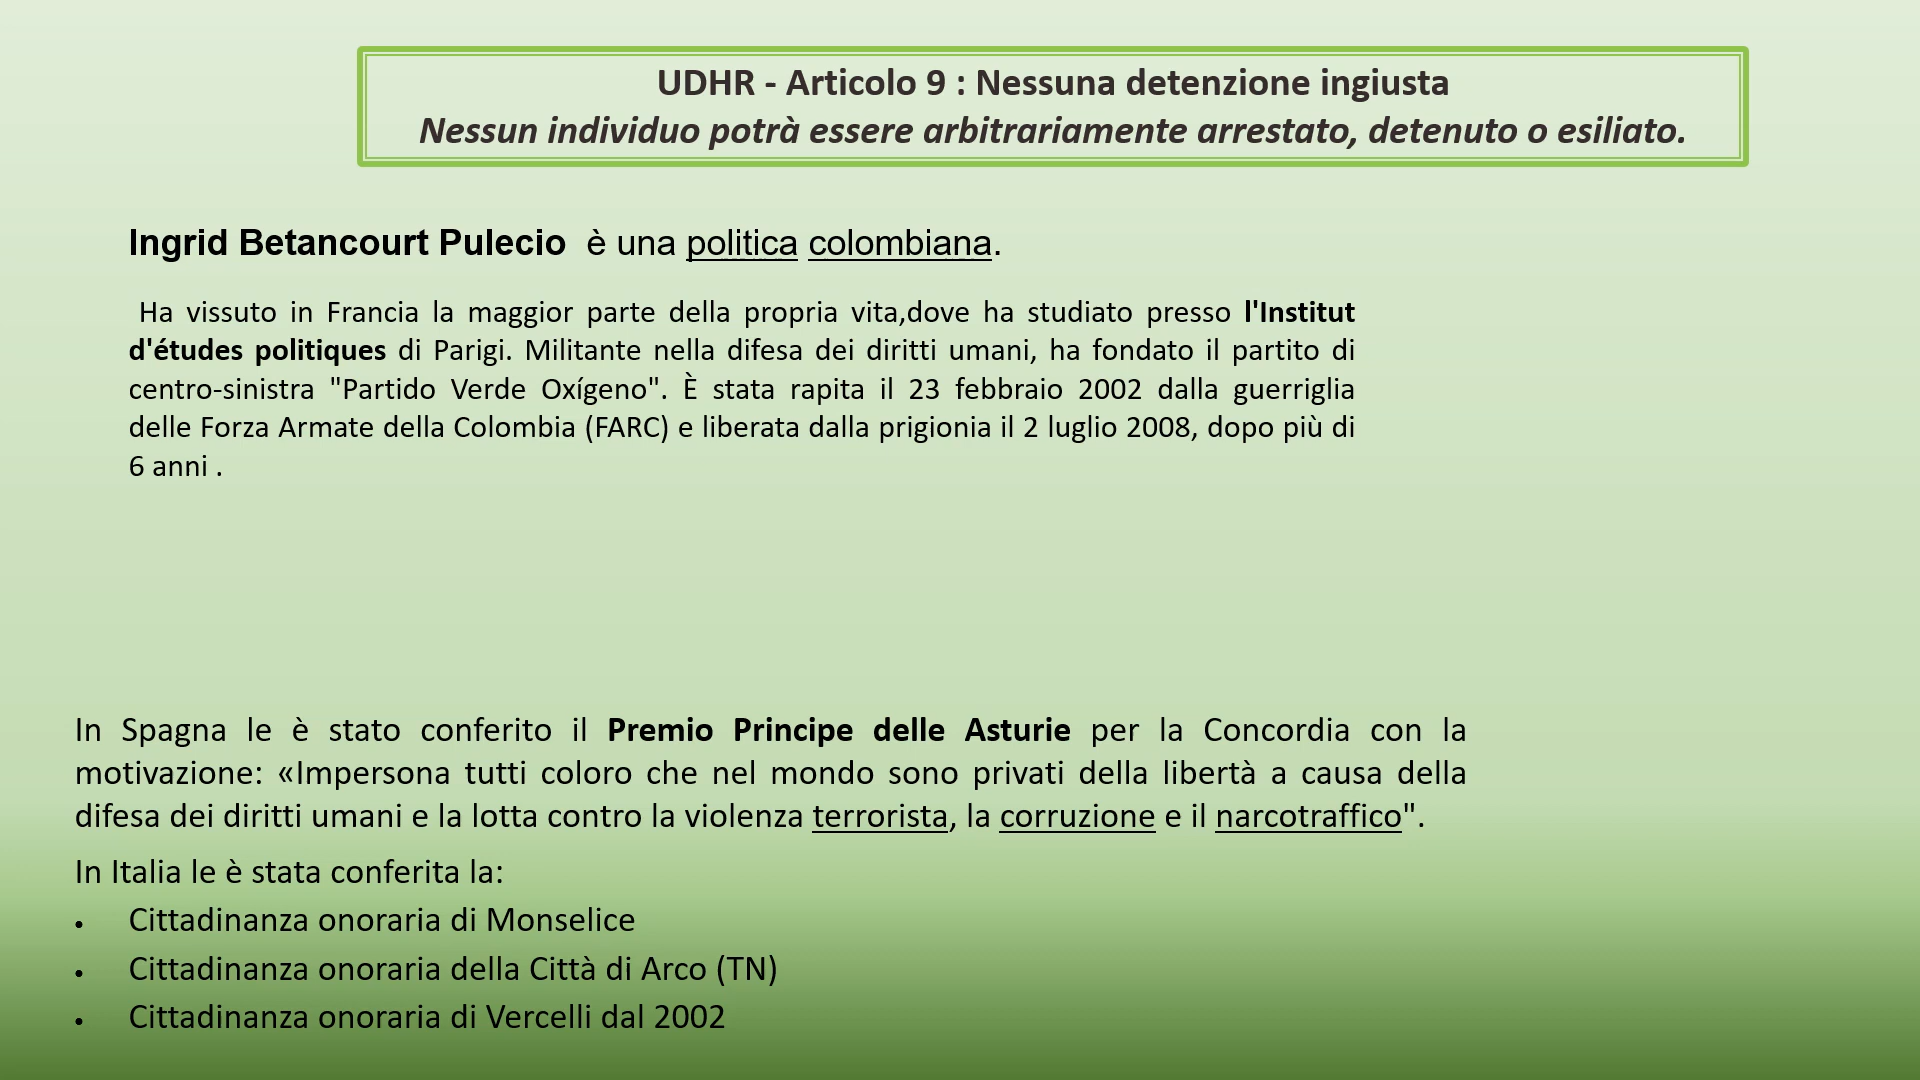 UDHR - Articolo 9 : Nessuna detenzione ingiusta
Nessun individuo potrà essere arbitrariamente arrestato, detenuto o esiliato.
Ingrid Betancourt Pulecio  è una politica colombiana.
Ha vissuto in Francia la maggior parte della propria vita,dove ha studiato presso l'Institut
d'études politiques di Parigi. Militante nella difesa dei diritti umani, ha fondato il partito di
centro-sinistra "Partido Verde Oxígeno". È stata rapita il 23 febbraio 2002 dalla guerriglia
delle Forza Armate della Colombia (FARC) e liberata dalla prigionia il 2 luglio 2008, dopo più di
6 anni .
In Spagna le è stato conferito il Premio Principe delle Asturie per la Concordia con la
motivazione: «Impersona tutti coloro che nel mondo sono privati della libertà a causa della
difesa dei diritti umani e la lotta contro la violenza terrorista, la corruzione e il narcotraffico".
In Italia le è stata conferita la:
• Cittadinanza onoraria di Monselice
• Cittadinanza onoraria della Città di Arco (TN)
• Cittadinanza onoraria di Vercelli dal 2002